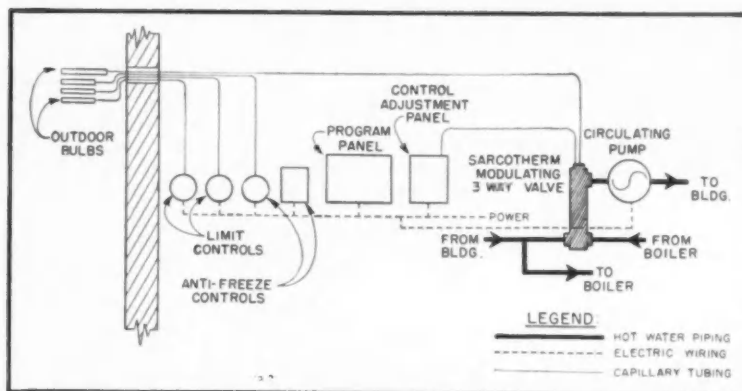 OUTDOOR
BULBS
CONTROL
ADJUSTMENT
PANEL
PROGRAM
PANEL
CIRCULATING
PUMP
SARCOTHERM
MODULATING
3 WAY VALVE
TO
BLDG.
LIMIT
CONTROLS
ANTI-FREEZE
CONTROLS
POWER
FROM
BLDG.
FROM
BOILER
TO
BOILER
LEGEND:
HOT WATER PIPING
ELECTRIC WIRING
CAPILLARY TUBING